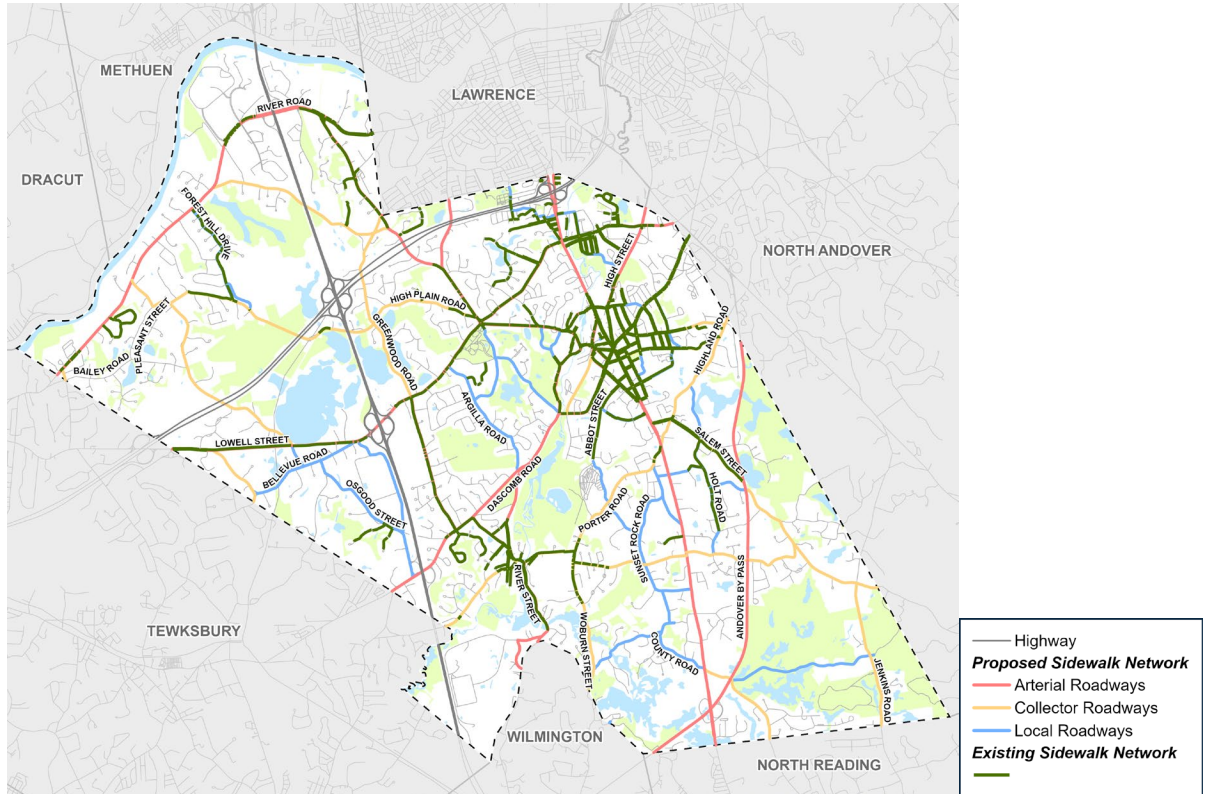 METHUEN
LAWRENCE
RIVER ROAD
DRACUT
FOREST HILL DRIVE
NORTH ANDOVER
HIGH STREET
HIGH PLAIN ROAD
PLEASANT STREET
GREENWOOD ROAD
HIGHLAND ROAD
BAILEY ROAD
ARGILLA ROAD
ABBOT STREET
LOWELL STREET
SALEM STREET
BELLEVUE ROAD
DASCOMB ROAD
OSGOOD STREET
HOLT ROAD
PORTER ROAD
SUNSET ROCK ROAD
RIVER STREET
ANDOVER BY PASS
TEWKSBURY
WOBURN STREET
COUNTY ROAD
JENKINS ROAD
WILMINGTON
NORTH READING
Highway
Proposed Sidewalk Network
Arterial Roadways
Collector Roadways
Local Roadways
Existing Sidewalk Network